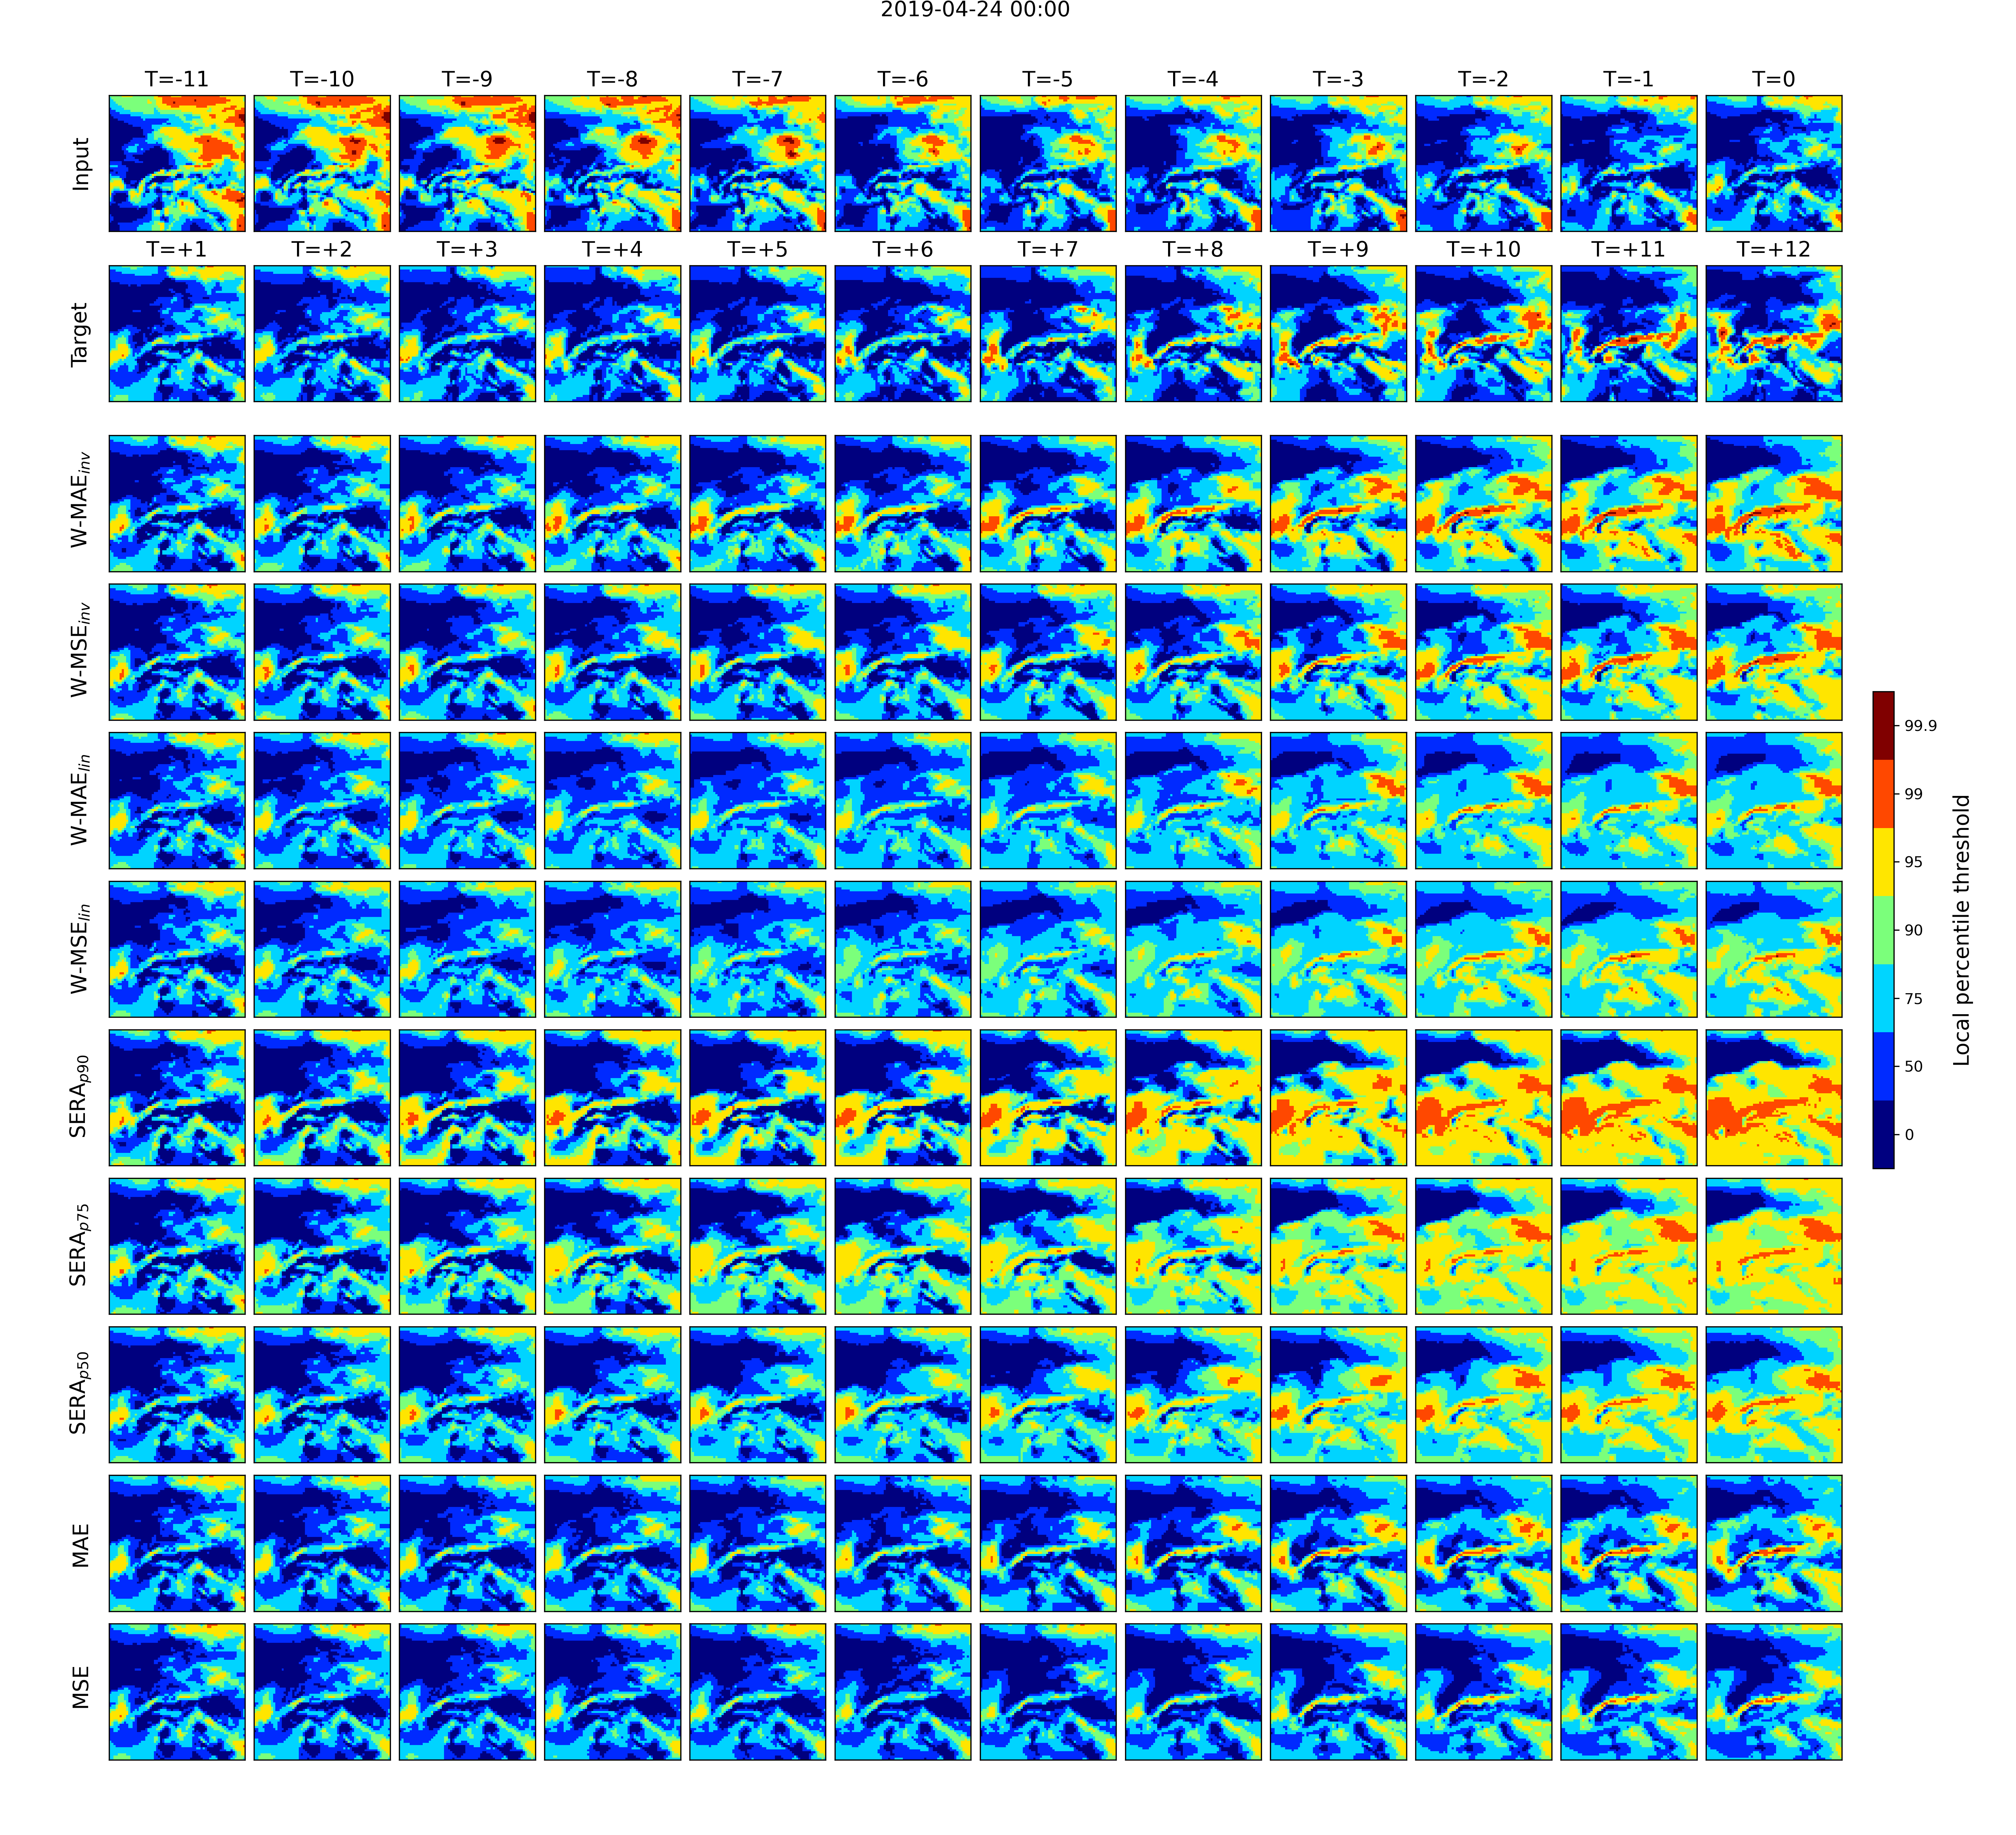 2019-04-24 00:00
T=-11 T=-10 T=-9 T=-8 T=-7 T=-6 T=-5 T=-4 T=-3 T=-2 T=-1 T=0
Input
T=+1 T=+2 T=+3 T=+4 T=+5 T=+6 T=+7 T=+8 T=+9 T=+10 T=+11 T=+12
Target
W-MAEinv
W-MSEinv
W-MAElin
W-MSElin
SERAp90
SERAp75
SERAp50
MAE
MSE
99.9
99
95
90
75
50
0
Local percentile threshold